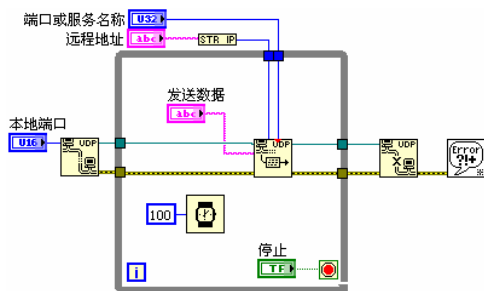 端口或服务名称
U32
远程地址
abc
STR IP
发送数据
abc
本地端口
U16
UDP
UDP
UDP
Error
?!+
100
停止
TF
i